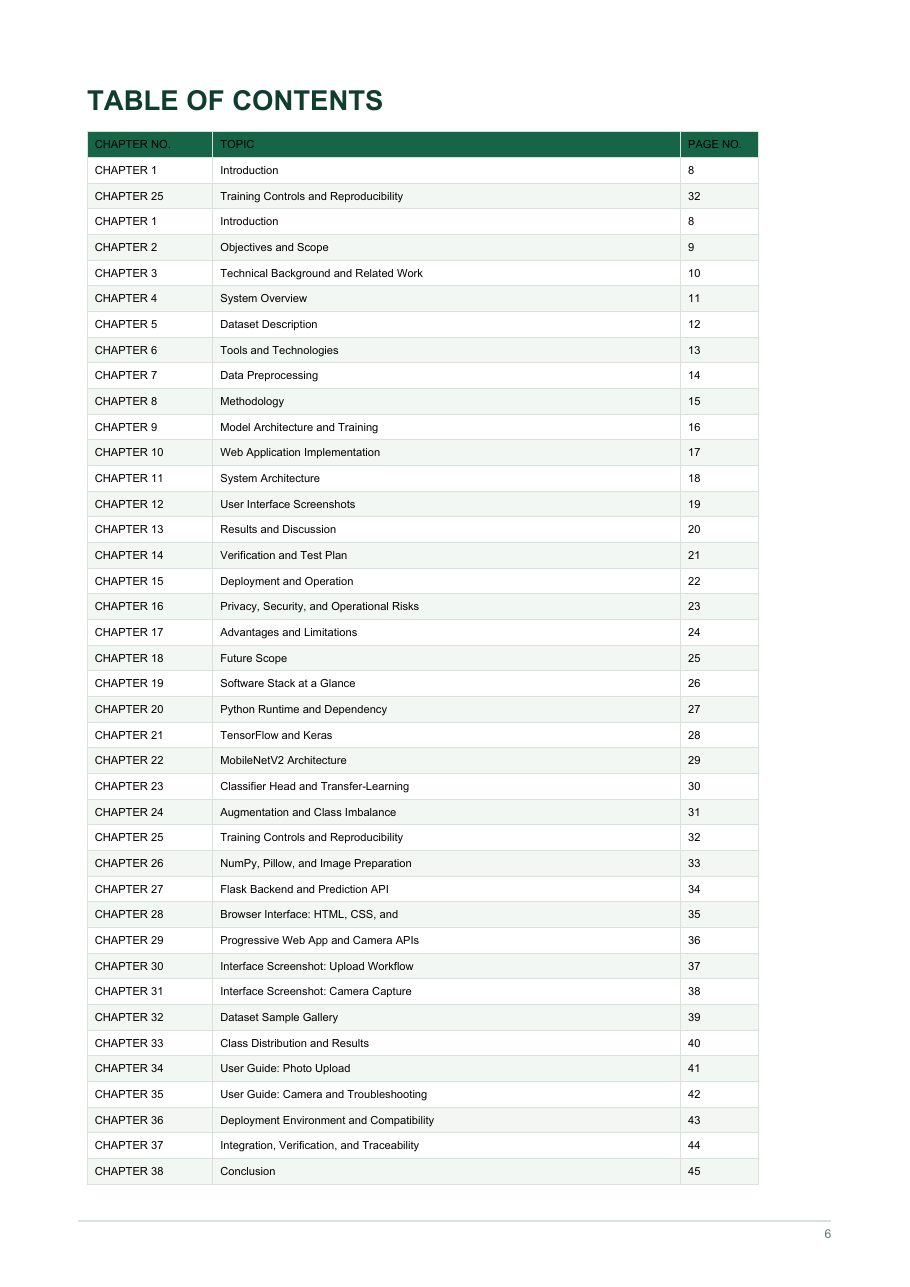 TABLE OF CONTENTS
CHAPTER NO. TOPIC PAGE NO.
CHAPTER 1 Introduction 8
CHAPTER 25 Training Controls and Reproducibility 32
CHAPTER 1 Introduction 8
CHAPTER 2 Objectives and Scope 9
CHAPTER 3 Technical Background and Related Work 10
CHAPTER 4 System Overview 11
CHAPTER 5 Dataset Description 12
CHAPTER 6 Tools and Technologies 13
CHAPTER 7 Data Preprocessing 14
CHAPTER 8 Methodology 15
CHAPTER 9 Model Architecture and Training 16
CHAPTER 10 Web Application Implementation 17
CHAPTER 11 System Architecture 18
CHAPTER 12 User Interface Screenshots 19
CHAPTER 13 Results and Discussion 20
CHAPTER 14 Verification and Test Plan 21
CHAPTER 15 Deployment and Operation 22
CHAPTER 16 Privacy, Security, and Operational Risks 23
CHAPTER 17 Advantages and Limitations 24
CHAPTER 18 Future Scope 25
CHAPTER 19 Software Stack at a Glance 26
CHAPTER 20 Python Runtime and Dependency 27
CHAPTER 21 TensorFlow and Keras 28
CHAPTER 22 MobileNetV2 Architecture 29
CHAPTER 23 Classifier Head and Transfer-Learning 30
CHAPTER 24 Augmentation and Class Imbalance 31
CHAPTER 25 Training Controls and Reproducibility 32
CHAPTER 26 NumPy, Pillow, and Image Preparation 33
CHAPTER 27 Flask Backend and Prediction API 34
CHAPTER 28 Browser Interface: HTML, CSS, and 35
CHAPTER 29 Progressive Web App and Camera APIs 36
CHAPTER 30 Interface Screenshot: Upload Workflow 37
CHAPTER 31 Interface Screenshot: Camera Capture 38
CHAPTER 32 Dataset Sample Gallery 39
CHAPTER 33 Class Distribution and Results 40
CHAPTER 34 User Guide: Photo Upload 41
CHAPTER 35 User Guide: Camera and Troubleshooting 42
CHAPTER 36 Deployment Environment and Compatibility 43
CHAPTER 37 Integration, Verification, and Traceability 44
CHAPTER 38 Conclusion 45
6